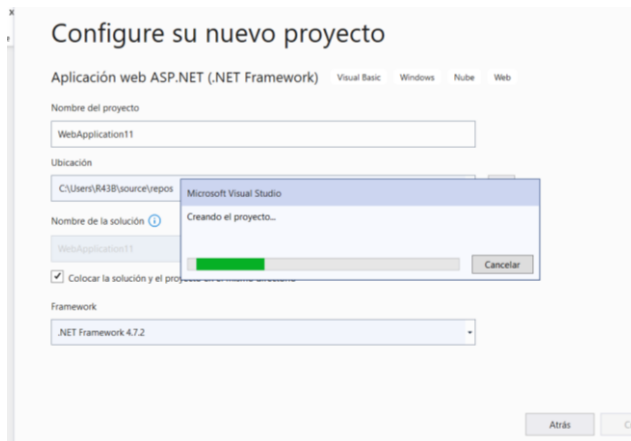 Configure su nuevo proyecto
Aplicación web ASP.NET (.NET Framework) Visual Basic Windows Nube Web
Nombre del proyecto
WebApplication11
Ubicación
C:\Users\R43B\source\repos
Microsoft Visual Studio
Creando el proyecto...
Nombre de la solución
WebApplication11
Cancelar
Colocar la solución y el
Framework
.NET Framework 4.7.2
Atrás